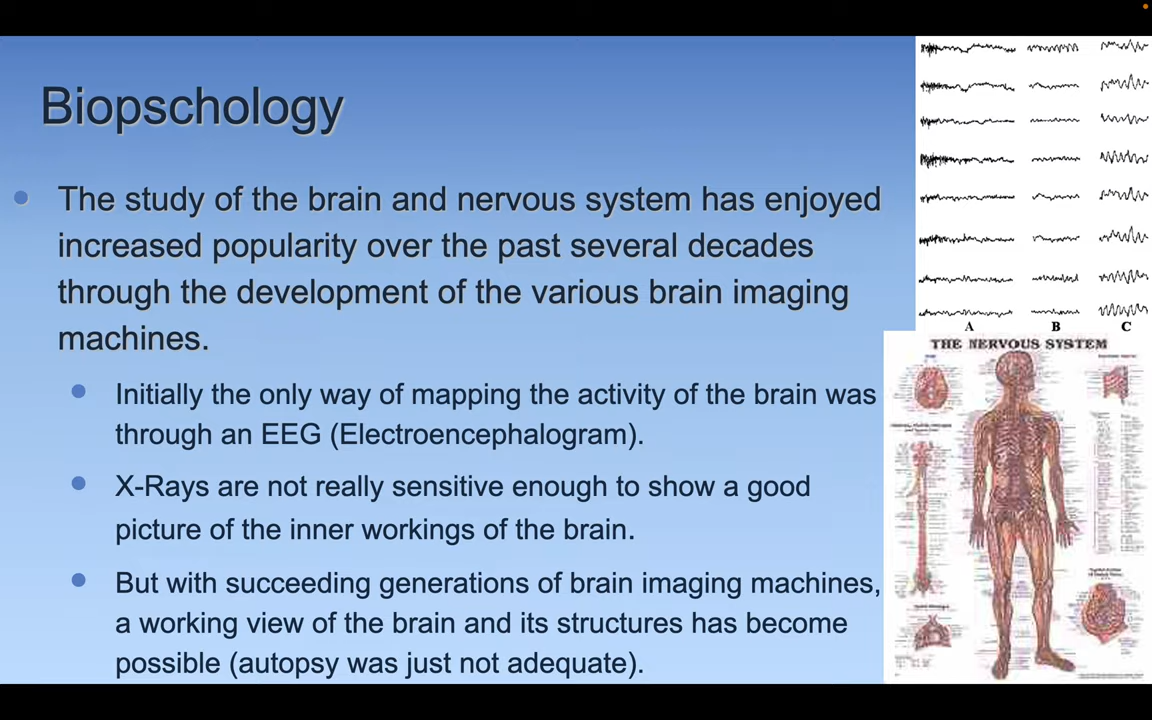 Biopschology
The study of the brain and nervous system has enjoyed
increased popularity over the past several decades
through the development of the various brain imaging
machines.
Initially the only way of mapping the activity of the brain was
through an EEG (Electroencephalogram).
X-Rays are not really sensitive enough to show a good
picture of the inner workings of the brain.
But with succeeding generations of brain imaging machines,
a working view of the brain and its structures has become
possible (autopsy was just not adequate).
A B C
THE NERVOUS SYSTEM